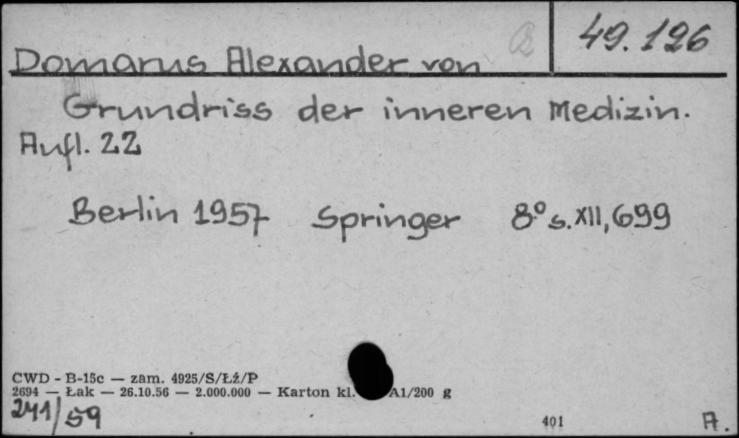 B 49.126
Domarus Alexander von
Grundriss der inneren Medizin.
Aufl. 22
Berlin 1957 Springer 8° s. XII, 699
CWD - B-15c — zam. 4925/S/Łź/P
2694 — Łak — 26.10.56 — 2.000.000 — Karton kl. A1/200 g
241/59
401 A.